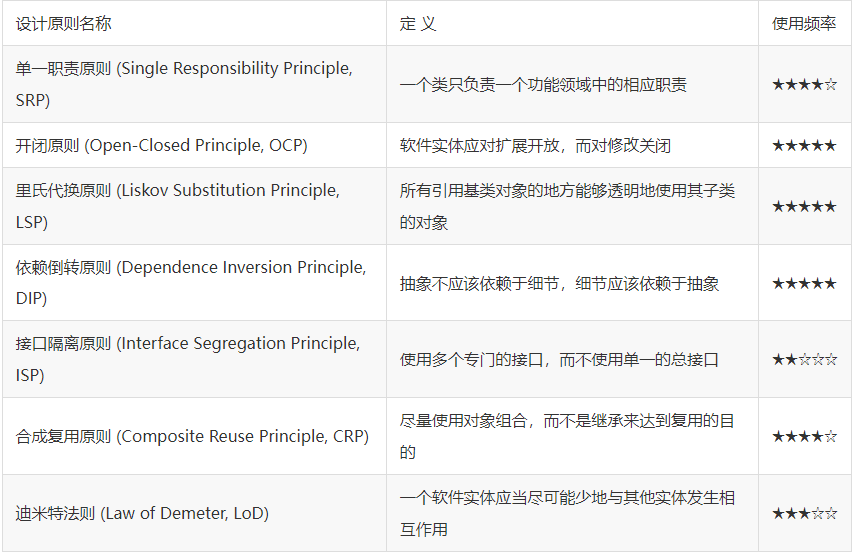 设计原则名称
定 义
使用频率
单一职责原则 (Single Responsibility Principle,
SRP)
一个类只负责一个功能领域中的相应职责
★★★★☆
开闭原则 (Open-Closed Principle, OCP)
软件实体应对扩展开放，而对修改关闭
★★★★★
里氏代换原则 (Liskov Substitution Principle,
LSP)
所有引用基类对象的地方能够透明地使用其子类
的对象
★★★★★
依赖倒转原则 (Dependence Inversion Principle,
DIP)
抽象不应该依赖于细节，细节应该依赖于抽象
★★★★★
接口隔离原则 (Interface Segregation Principle,
ISP)
使用多个专门的接口，而不使用单一的总接口
★★☆☆☆
合成复用原则 (Composite Reuse Principle, CRP)
尽量使用对象组合，而不是继承来达到复用的目
的
★★★★☆
迪米特法则 (Law of Demeter, LoD)
一个软件实体应当尽可能少地与其他实体发生相
互作用
★★★☆☆